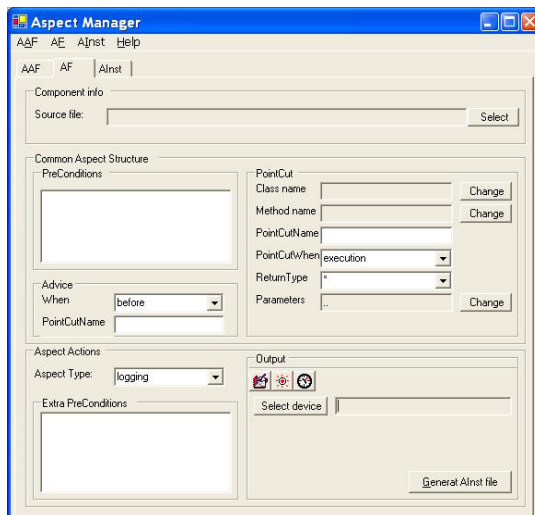 Aspect Manager
AAF AF AInst Help
AAF AF AInst
Component info
Source file: Select
Common Aspect Structure
PreConditions
PointCut
Class name Change
Method name Change
PointCutName
PointCutWhen execution
ReturnType *
Parameters .. Change
Advice
When before
PointCutName
Aspect Actions
Aspect Type: logging
Extra PreConditions
Output
Select device
Generat AInst file